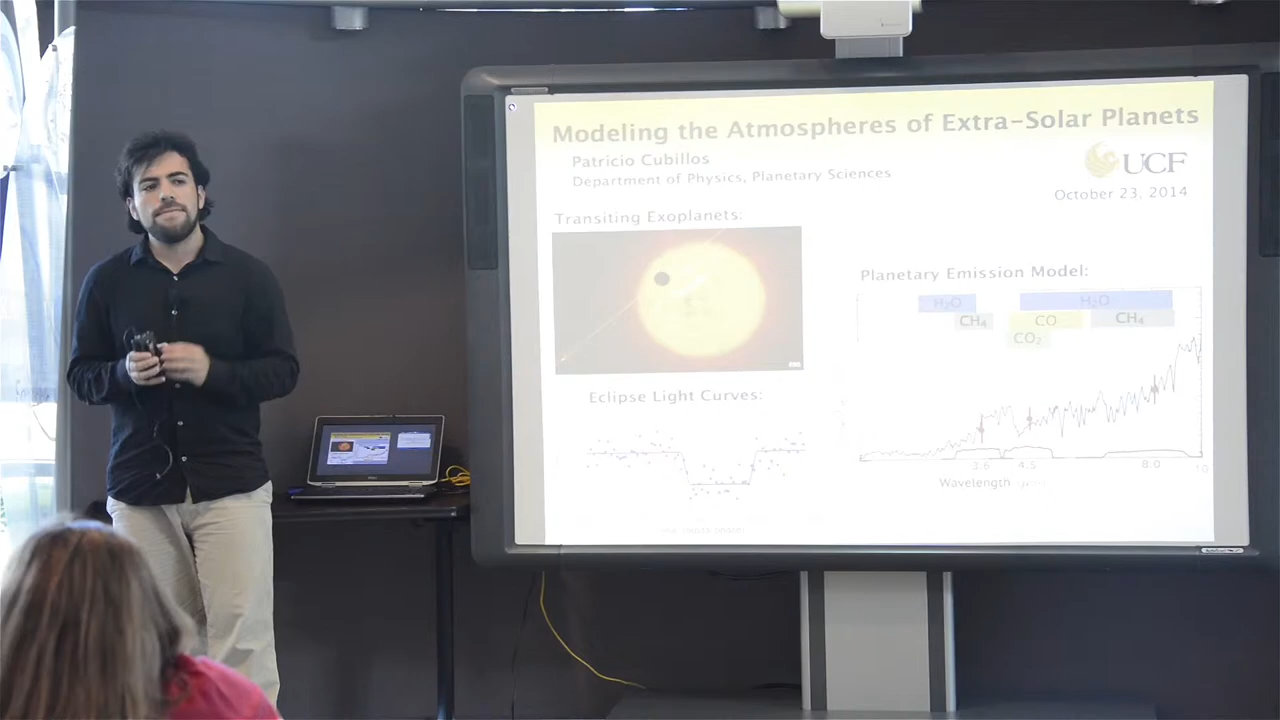 Modeling the Atmospheres of Extra-Solar Planets
Patricio Cubillos
Department of Physics, Planetary Sciences
UCF
October 23, 2014
Transiting Exoplanets:
Planetary Emission Model:
H₂O
H₂O
CH₄
CO
CH₄
CO₂
Eclipse Light Curves:
3.6
4.5
8.0
10
Wavelength